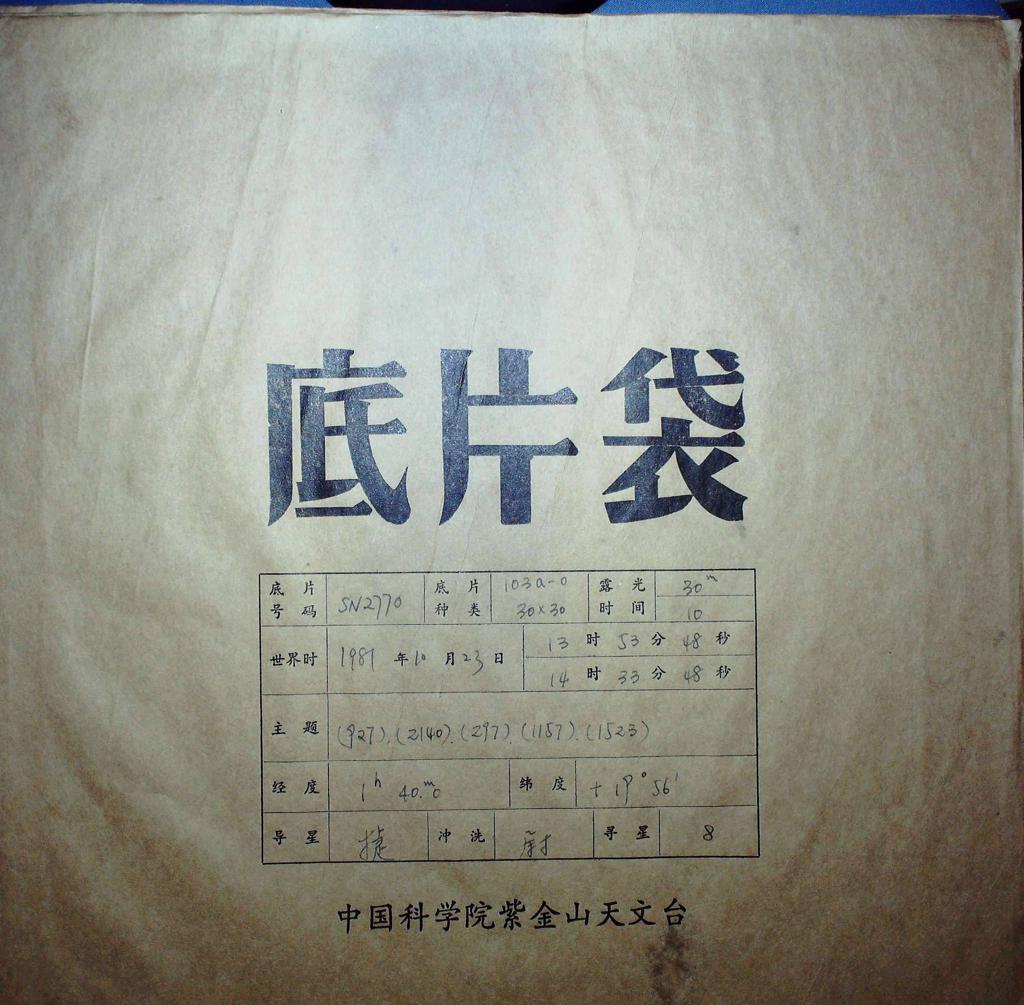 底片袋
底片号码 SN2770 底片种类 103a-0 30×30 露光时间 30ᵐ 10
世界时 1981年10月23日 13时53分48秒
14时33分48秒
主题 (927).(2140).(297).(1157).(1523)
经度 1ʰ 40.ᵐ0 纬度 +19°56′
导星 捷 冲洗 寻星 8
中国科学院紫金山天文台